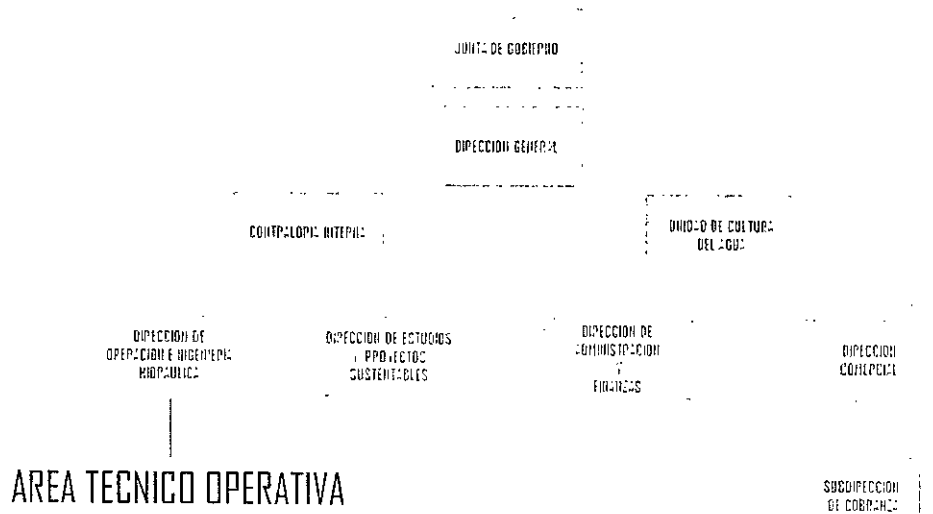 JUNTA DE GOBIERNO
DIRECCION GENERAL
CONTRALORIA INTERNA
UNIDAD DE CULTURA
DEL AGUA
DIRECCION DE
OPERACION E INGENIERIA
HIDRAULICA
DIRECCION DE ESTUDIOS
Y PROYECTOS
SUSTENTABLES
DIRECCION DE
ADMINISTRACION
Y
FINANZAS
DIRECCION
COMERCIAL
AREA TECNICO OPERATIVA
SUBDIRECCION
DE COBRANZA